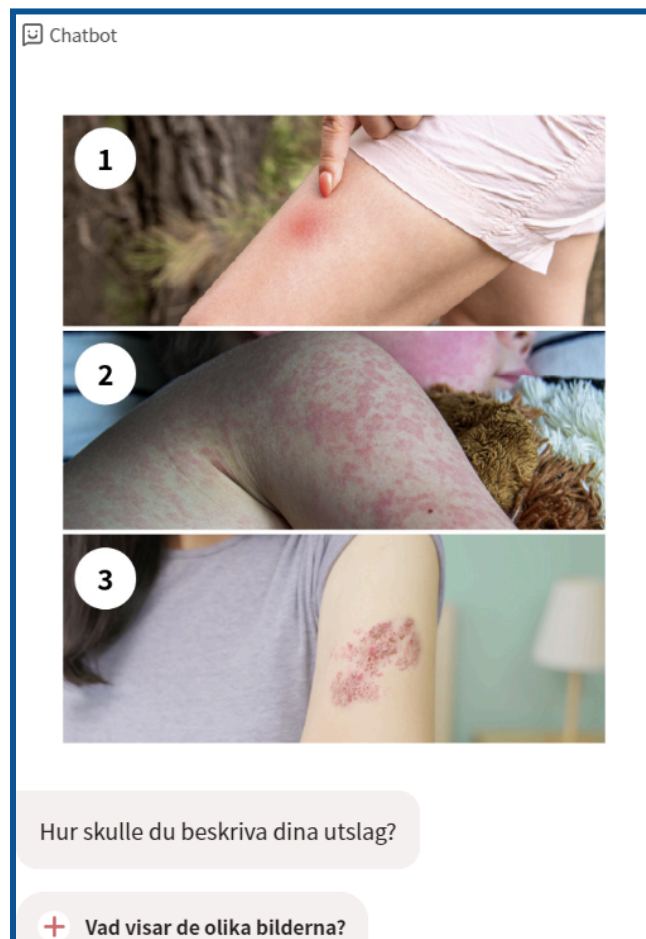 Chatbot
1
2
3
Hur skulle du beskriva dina utslag?
Vad visar de olika bilderna?